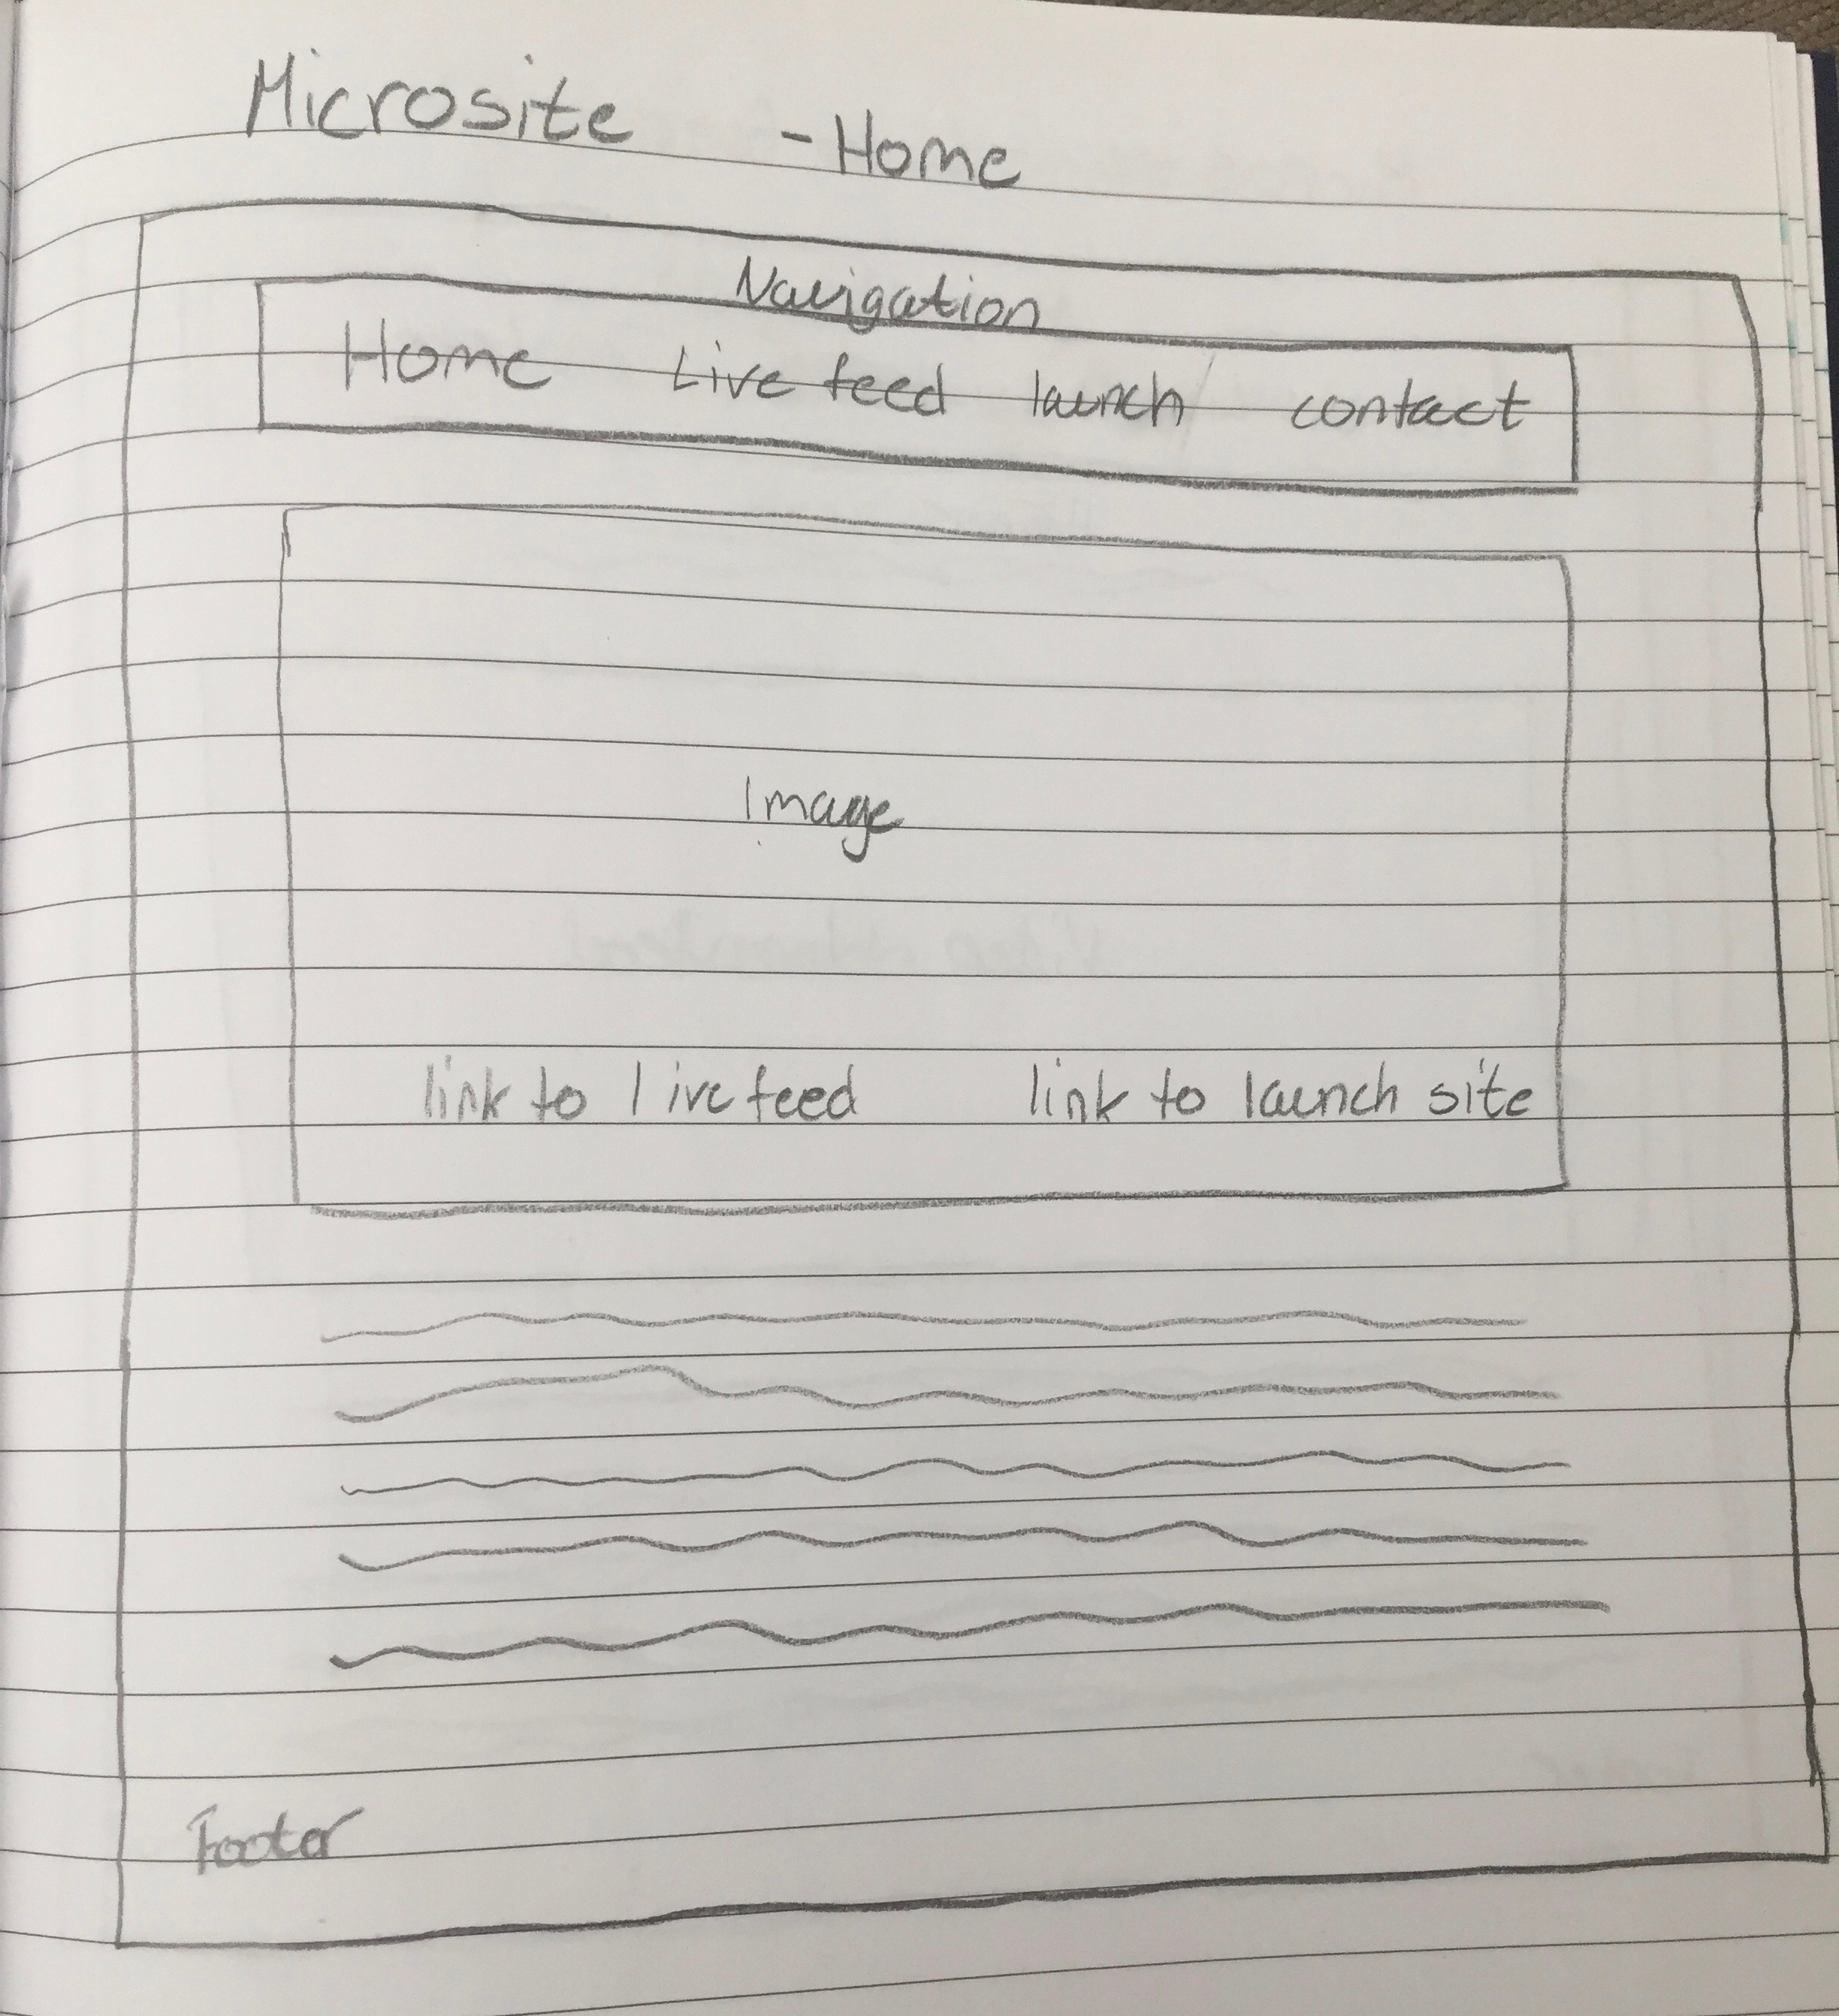 Microsite - Home
Navigation
Home Live feed launch contact
Image
link to live feed link to launch site
Footer